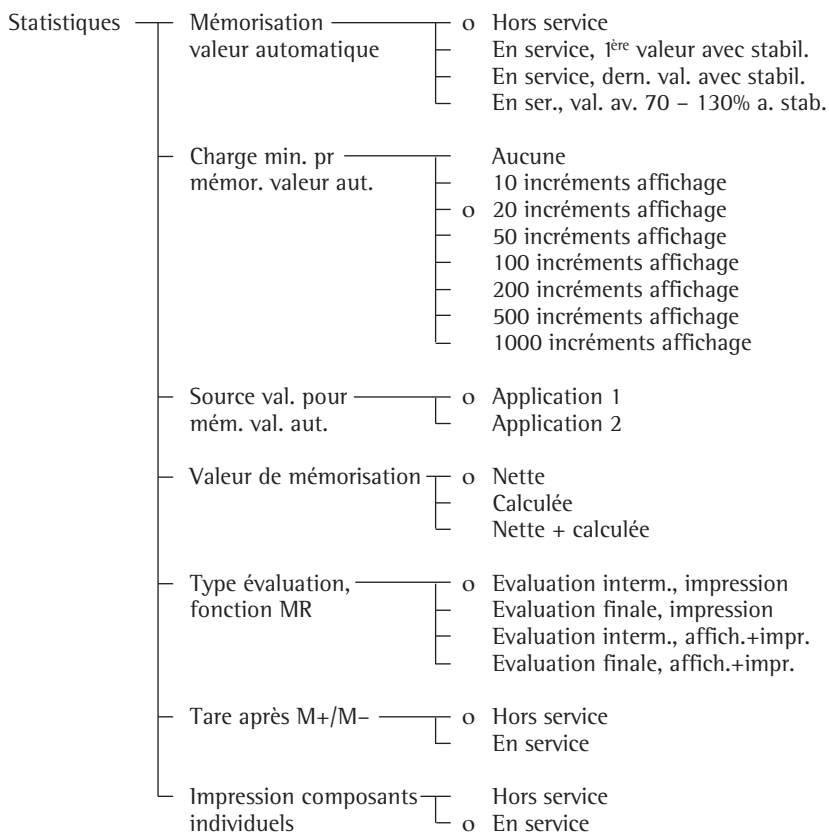 Statistiques Mémorisation o Hors service
valeur automatique En service, 1ère valeur avec stabil.
En service, dern. val. avec stabil.
En ser., val. av. 70 – 130% a. stab.
Charge min. pr Aucune
mémor. valeur aut. 10 incréments affichage
o 20 incréments affichage
50 incréments affichage
100 incréments affichage
200 incréments affichage
500 incréments affichage
1000 incréments affichage
Source val. pour o Application 1
mém. val. aut. Application 2
Valeur de mémorisation o Nette
Calculée
Nette + calculée
Type évaluation, o Evaluation interm., impression
fonction MR Evaluation finale, impression
Evaluation interm., affich.+impr.
Evaluation finale, affich.+impr.
Tare après M+/M– o Hors service
En service
Impression composants Hors service
individuels o En service